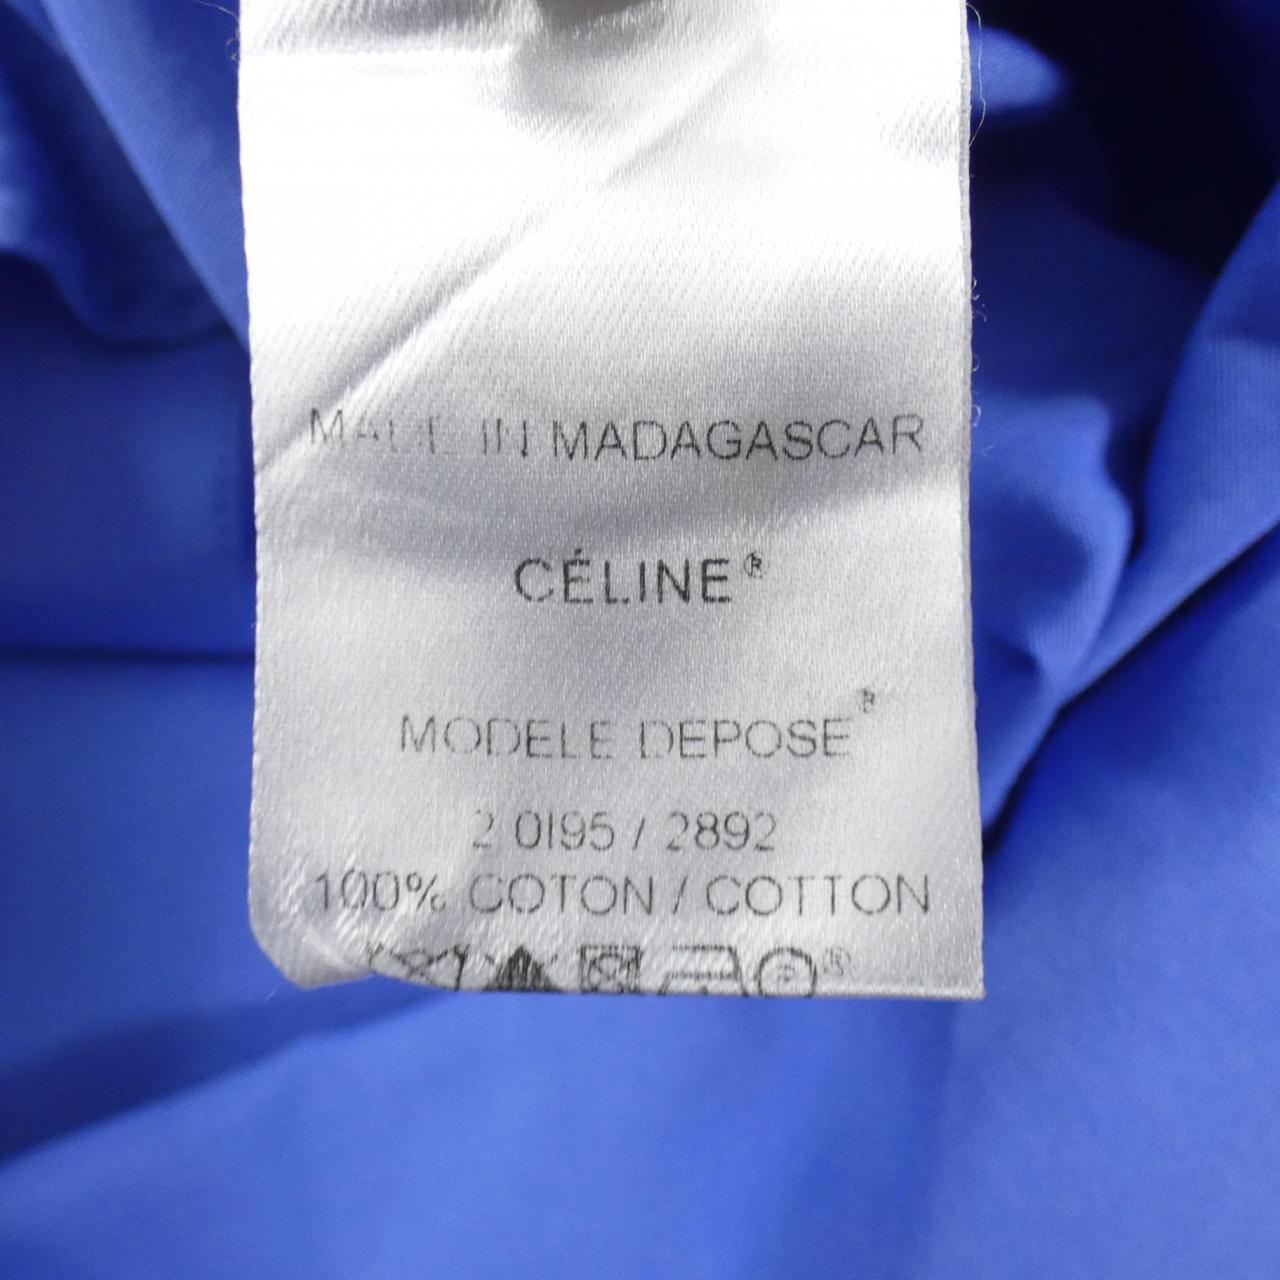 MADE IN MADAGASCAR
CÉLINE®
MODELE DEPOSE®
2 0I95 / 2892
100% COTON / COTTON